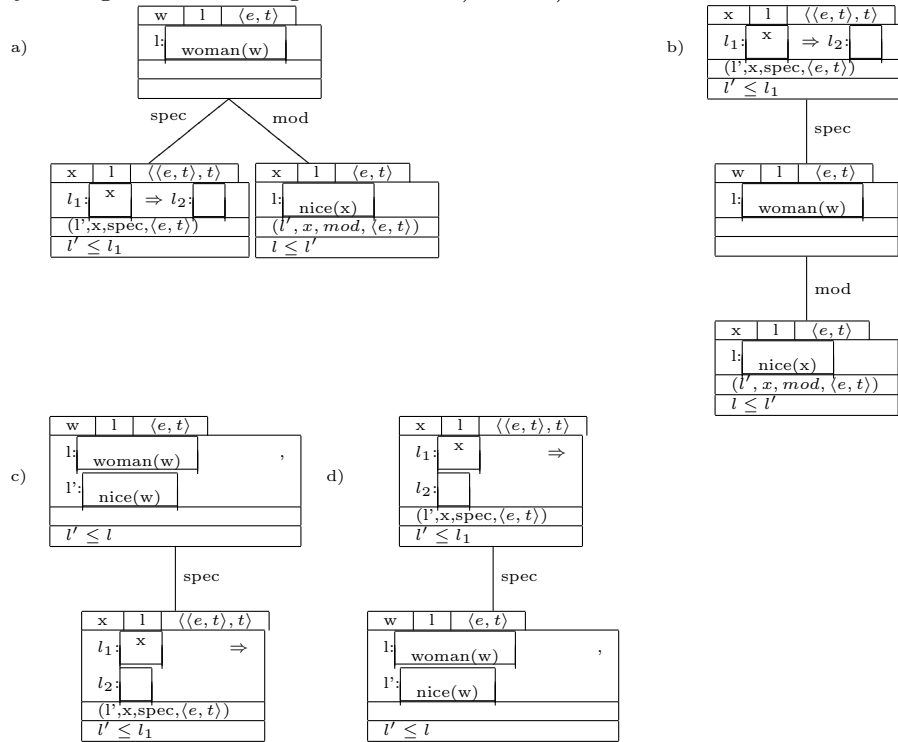 a)
w l ⟨e, t⟩
l: woman(w)
spec mod
x l ⟨⟨e, t⟩, t⟩
l₁: x ⇒ l₂:
(l',x,spec,⟨e, t⟩)
l′ ≤ l₁
x l ⟨e, t⟩
l: nice(x)
(l′, x, mod, ⟨e, t⟩)
l ≤ l′
b)
x l ⟨⟨e, t⟩, t⟩
l₁: x ⇒ l₂:
(l',x,spec,⟨e, t⟩)
l′ ≤ l₁
spec
w l ⟨e, t⟩
l: woman(w)
mod
x l ⟨e, t⟩
l: nice(x)
(l′, x, mod, ⟨e, t⟩)
l ≤ l′
c)
w l ⟨e, t⟩
l: woman(w) ,
l': nice(w)
l′ ≤ l
spec
x l ⟨⟨e, t⟩, t⟩
l₁: x ⇒
l₂:
(l',x,spec,⟨e, t⟩)
l′ ≤ l₁
d)
x l ⟨⟨e, t⟩, t⟩
l₁: x ⇒
l₂:
(l',x,spec,⟨e, t⟩)
l′ ≤ l₁
spec
w l ⟨e, t⟩
l: woman(w) ,
l': nice(w)
l′ ≤ l